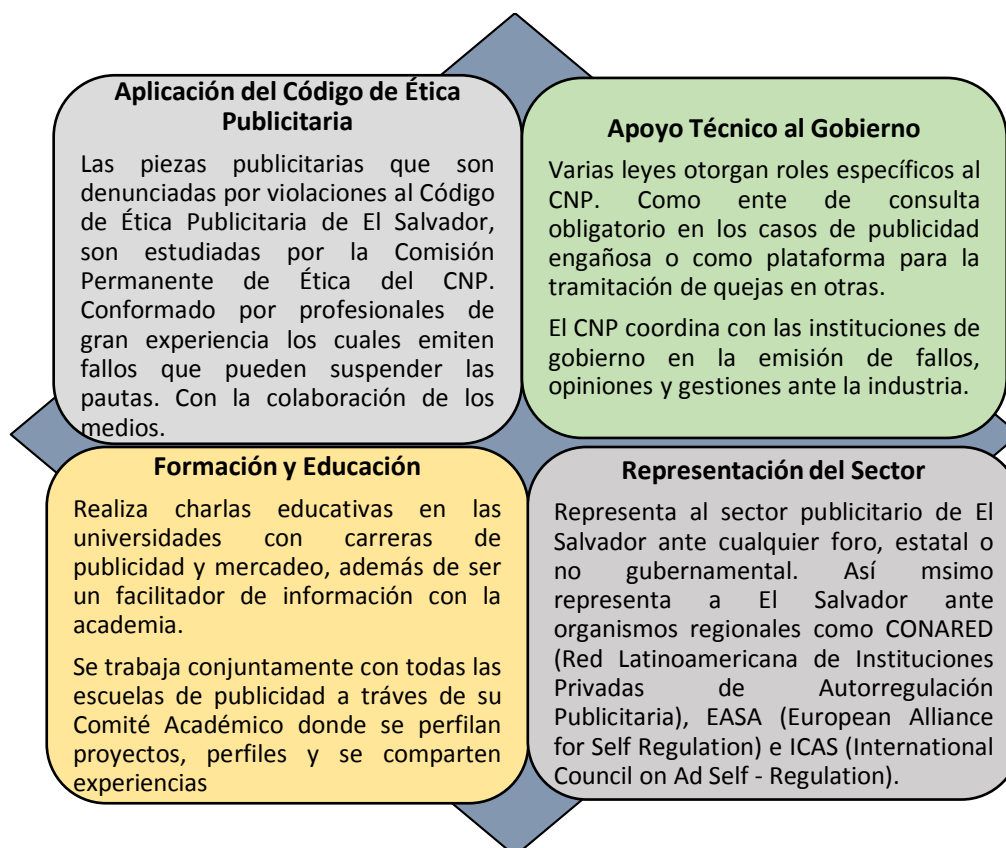 Aplicación del Código de Ética
Publicitaria
Las piezas publicitarias que son
denunciadas por violaciones al Código
de Ética Publicitaria de El Salvador,
son estudiadas por la Comisión
Permanente de Ética del CNP.
Conformado por profesionales de
gran experiencia los cuales emiten
fallos que pueden suspender las
pautas. Con la colaboración de los
medios.
Apoyo Técnico al Gobierno
Varias leyes otorgan roles específicos al
CNP. Como ente de consulta
obligatorio en los casos de publicidad
engañosa o como plataforma para la
tramitación de quejas en otras.
El CNP coordina con las instituciones de
gobierno en la emisión de fallos,
opiniones y gestiones ante la industria.
Formación y Educación
Realiza charlas educativas en las
universidades con carreras de
publicidad y mercadeo, además de ser
un facilitador de información con la
academia.
Se trabaja conjuntamente con todas las
escuelas de publicidad a tráves de su
Comité Académico donde se perfilan
proyectos, perfiles y se comparten
experiencias
Representación del Sector
Representa al sector publicitario de El
Salvador ante cualquier foro, estatal o
no gubernamental. Así msimo
representa a El Salvador ante
organismos regionales como CONARED
(Red Latinoamericana de Instituciones
Privadas de Autorregulación
Publicitaria), EASA (European Alliance
for Self Regulation) e ICAS (International
Council on Ad Self - Regulation).